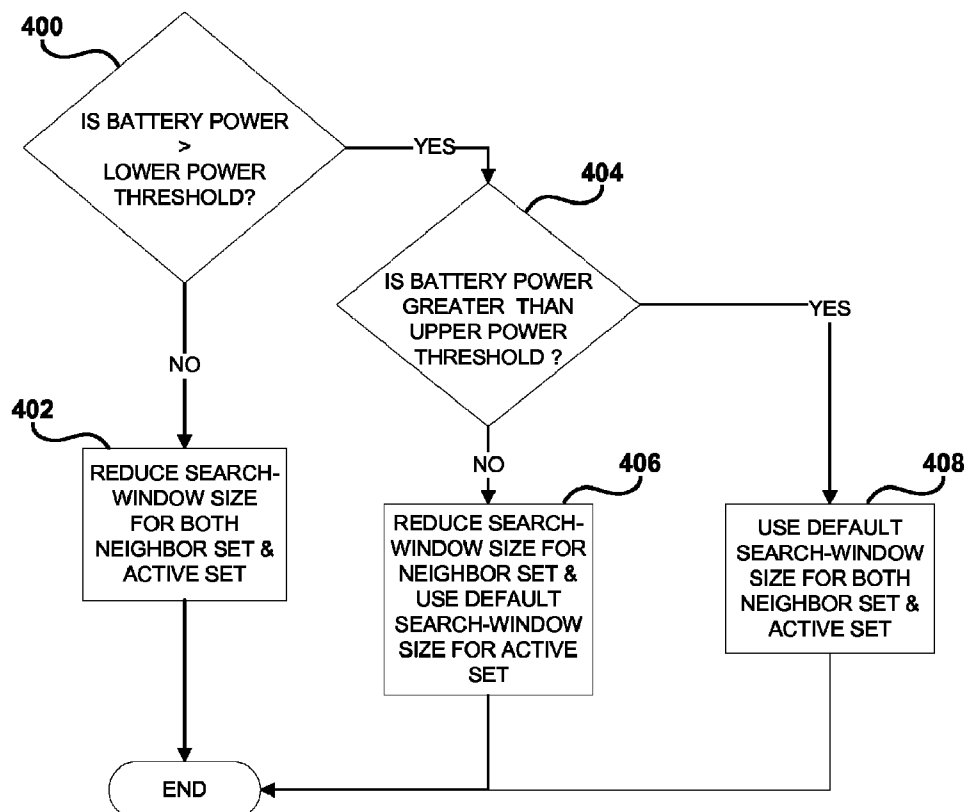 400
IS BATTERY POWER
>
LOWER POWER
THRESHOLD?
YES
404
IS BATTERY POWER
GREATER THAN
UPPER POWER
THRESHOLD ?
YES
NO
402
REDUCE SEARCH-
WINDOW SIZE
FOR BOTH
NEIGHBOR SET &
ACTIVE SET
NO
406
REDUCE SEARCH-
WINDOW SIZE FOR
NEIGHBOR SET &
USE DEFAULT
SEARCH-WINDOW
SIZE FOR ACTIVE
SET
408
USE DEFAULT
SEARCH-WINDOW
SIZE FOR BOTH
NEIGHBOR SET &
ACTIVE SET
END